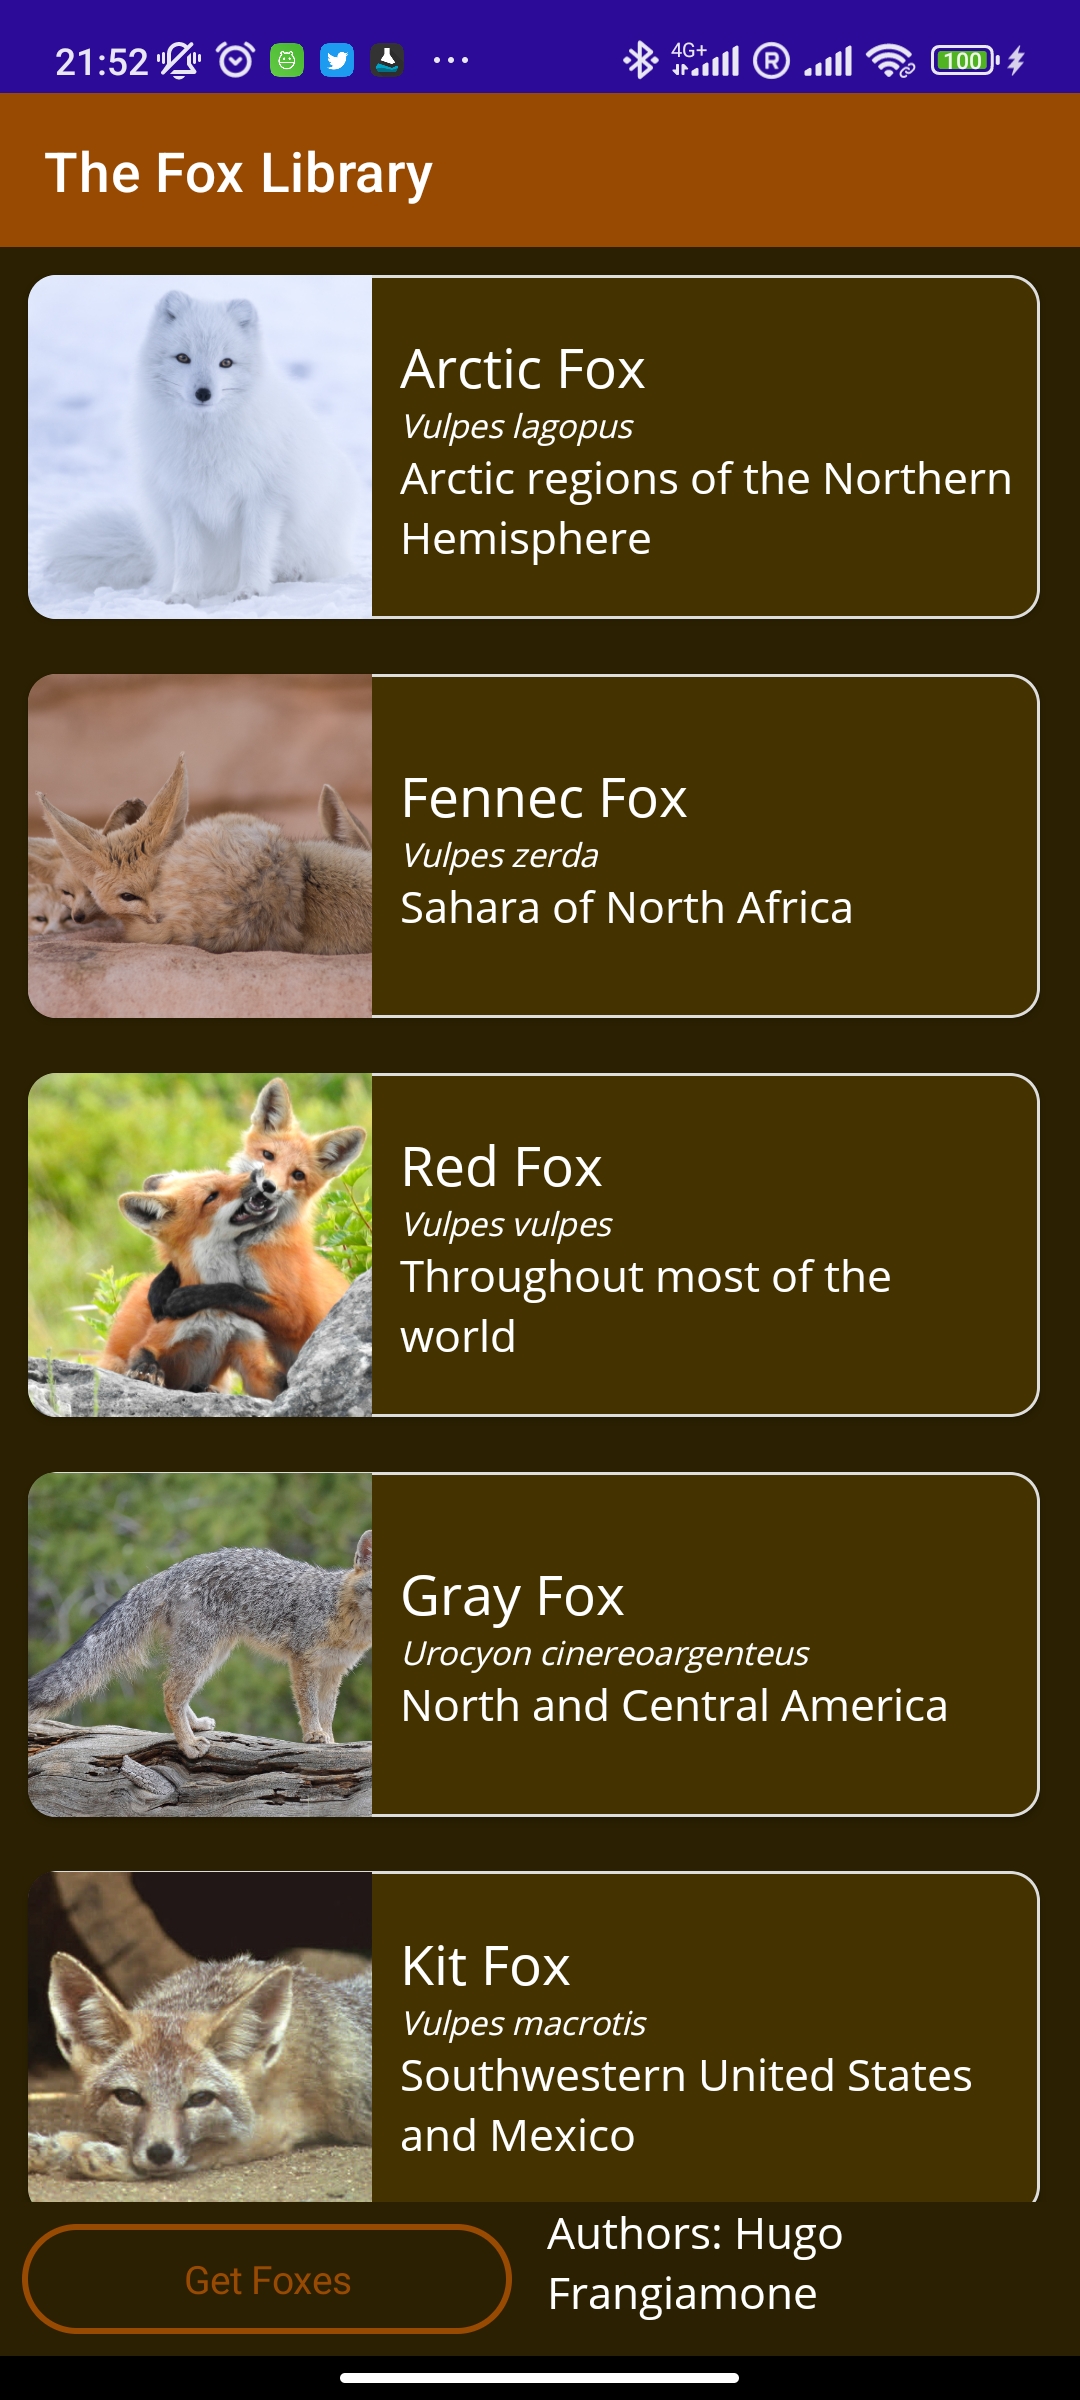 21:52
4G+
R
100
The Fox Library
Arctic Fox
Vulpes lagopus
Arctic regions of the Northern
Hemisphere
Fennec Fox
Vulpes zerda
Sahara of North Africa
Red Fox
Vulpes vulpes
Throughout most of the
world
Gray Fox
Urocyon cinereoargenteus
North and Central America
Kit Fox
Vulpes macrotis
Southwestern United States
and Mexico
Get Foxes
Authors: Hugo
Frangiamone